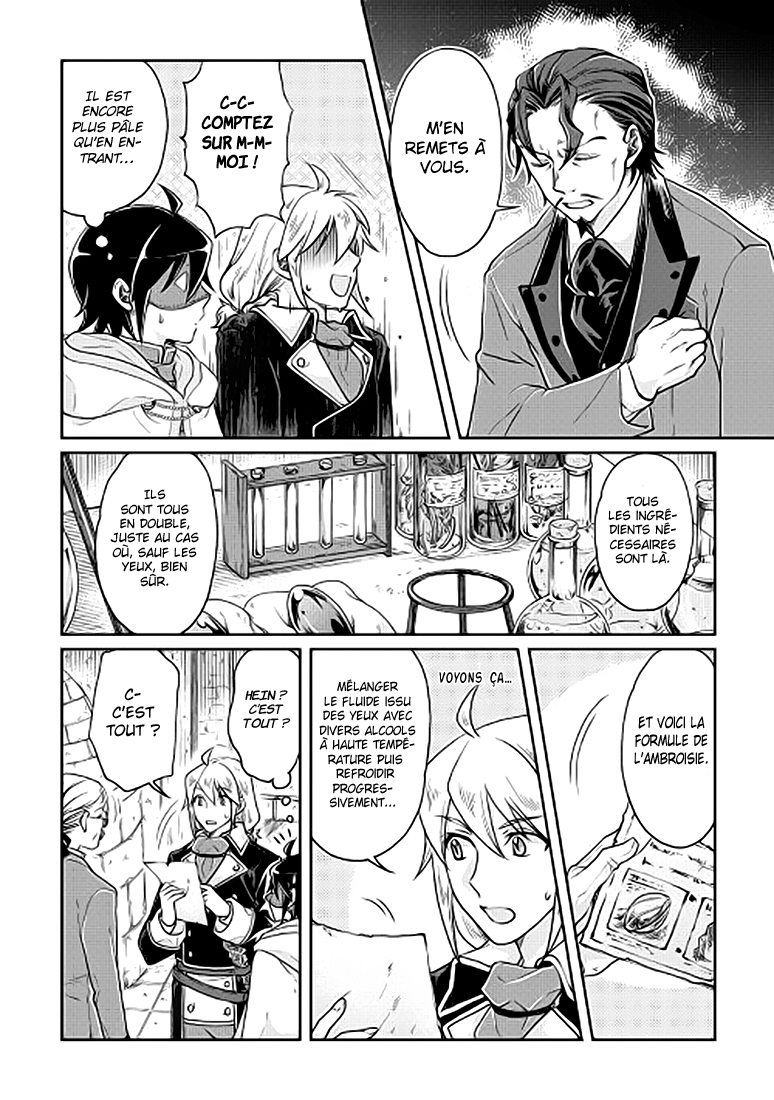 M'EN
REMETS À
VOUS.
C-C-
COMPTEZ
SUR M-M-
MOI !
IL EST
ENCORE
PLUS PÂLE
QU'EN EN-
TRANT...
TOUS
LES INGRÉ-
DIENTS NÉ-
CESSAIRES
SONT LÀ.
ILS
SONT TOUS
EN DOUBLE,
JUSTE AU CAS
OÙ, SAUF LES
YEUX, BIEN
SÛR.
ET VOICI LA
FORMULE DE
L'AMBROISIE.
VOYONS ÇA...
MÉLANGER
LE FLUIDE ISSU
DES YEUX AVEC
DIVERS ALCOOLS
À HAUTE TEMPÉ-
RATURE PUIS
REFROIDIR
PROGRES-
SIVEMENT...
HEIN ?
C'EST
TOUT ?
C-
C'EST
TOUT ?